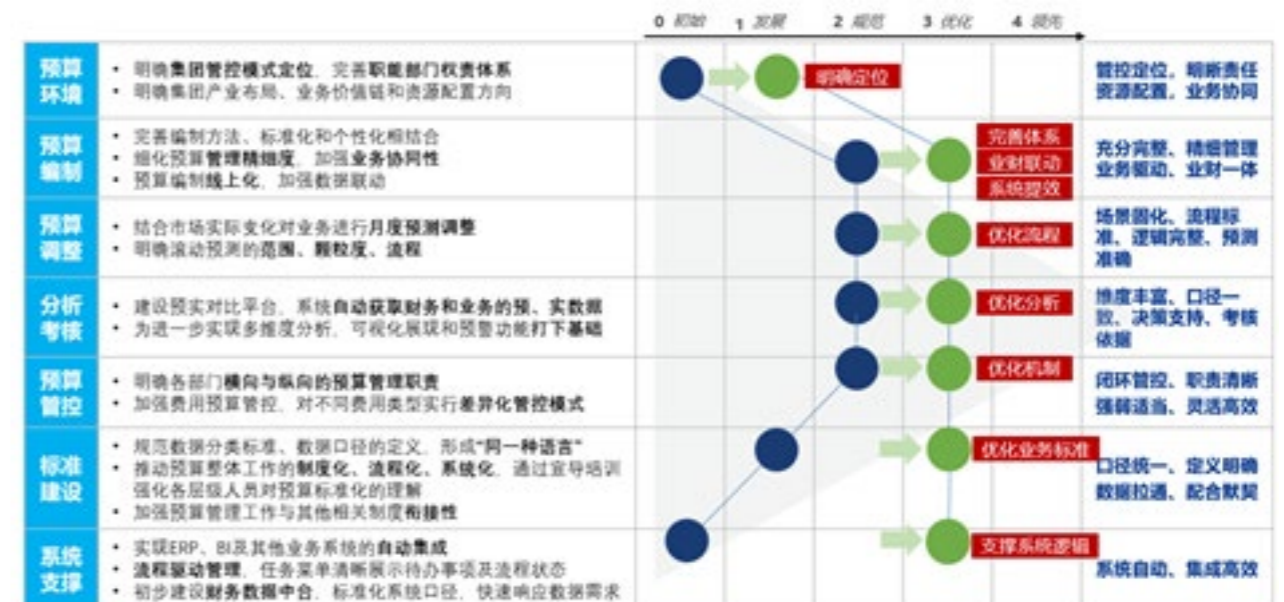 0 初始 1 发展 2 规范 3 优化 4 领先
预算
环境
• 明确集团管控模式定位，完善职能部门权责体系
• 明确集团产业布局、业务价值链和资源配置方向
明确定位
管控定位，明晰责任
资源配置，业务协同
预算
编制
• 完善编制方法、标准化和个性化相结合
• 细化预算管理精细度，加强业务协同性
• 预算编制线上化，加强数据联动
完善体系
业财联动
系统提效
充分完整、精细管理
业务驱动、业财一体
预算
调整
• 结合市场实际变化对业务进行月度预测调整
• 明确滚动预测的范围、颗粒度、流程
优化流程
场景固化、流程标
准、逻辑完整、预测
准确
分析
考核
• 建设预实对比平台，系统自动获取财务和业务的预、实数据
• 为进一步实现多维度分析，可视化展现和预警功能打下基础
优化分析
维度丰富、口径一
致、决策支持、考核
依据
预算
管控
• 明确各部门横向与纵向的预算管理职责
• 加强费用预算管控，对不同费用类型实行差异化管控模式
优化机制
闭环管控、职责清晰
强弱适当、灵活高效
标准
建设
• 规范数据分类标准、数据口径的定义，形成“同一种语言”
• 推动预算整体工作的制度化、流程化、系统化，通过宣导培训
强化各层级人员对预算标准化的理解
• 加强预算管理工作与其他相关制度衔接性
优化业务标准
口径统一、定义明确
数据拉通、配合默契
系统
支撑
• 实现ERP、BI及其他业务系统的自动集成
• 流程驱动管理，任务菜单清晰展示待办事项及流程状态
• 初步建设财务数据中台，标准化系统口径，快速响应数据需求
支撑系统逻辑
系统自动、集成高效